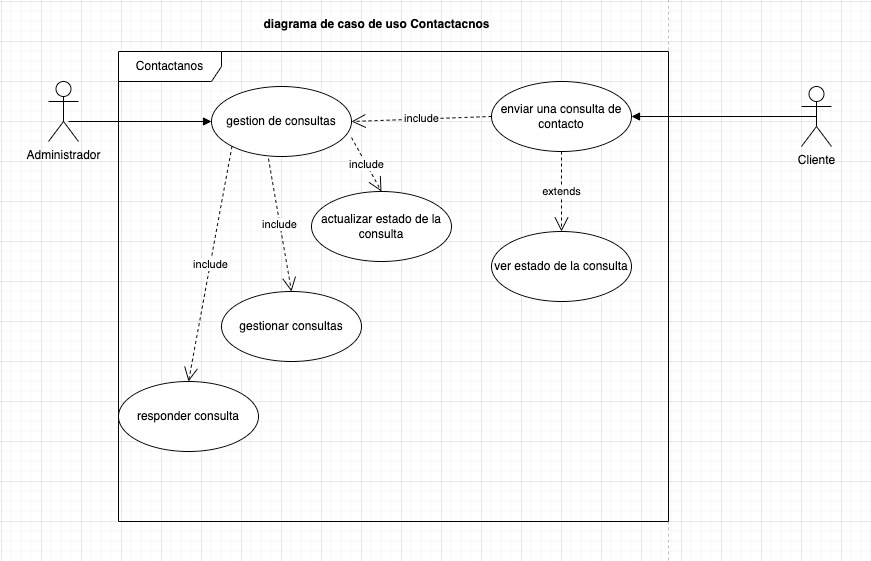 diagrama de caso de uso Contactacnos
Contactanos
gestion de consultas
include
enviar una consulta de
contacto
Administrador
Cliente
include
extends
actualizar estado de la
consulta
include
include
ver estado de la consulta
gestionar consultas
responder consulta